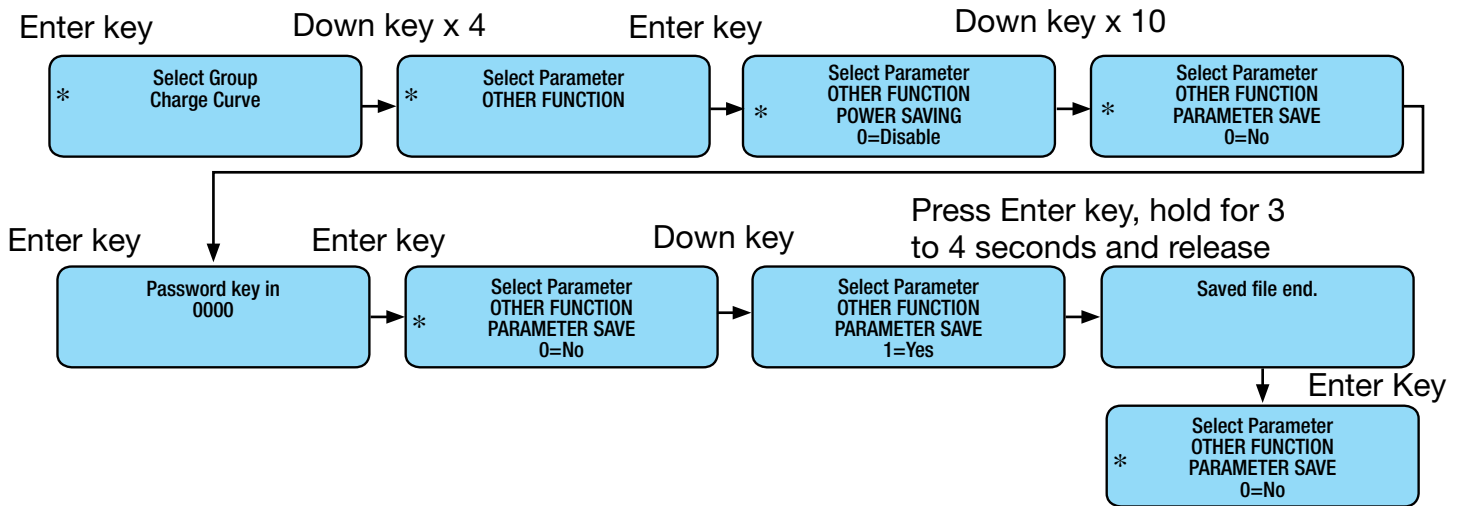 Enter key
Down key x 4
Enter key
Down key x 10
* Select Group
Charge Curve
* Select Parameter
OTHER FUNCTION
Select Parameter
OTHER FUNCTION
* POWER SAVING
0=Disable
Select Parameter
OTHER FUNCTION
* PARAMETER SAVE
0=No
Enter key
Enter key
Down key
Press Enter key, hold for 3
to 4 seconds and release
Password key in
0000
Select Parameter
OTHER FUNCTION
* PARAMETER SAVE
0=No
Select Parameter
OTHER FUNCTION
PARAMETER SAVE
1=Yes
Saved file end.
Enter Key
Select Parameter
OTHER FUNCTION
* PARAMETER SAVE
0=No